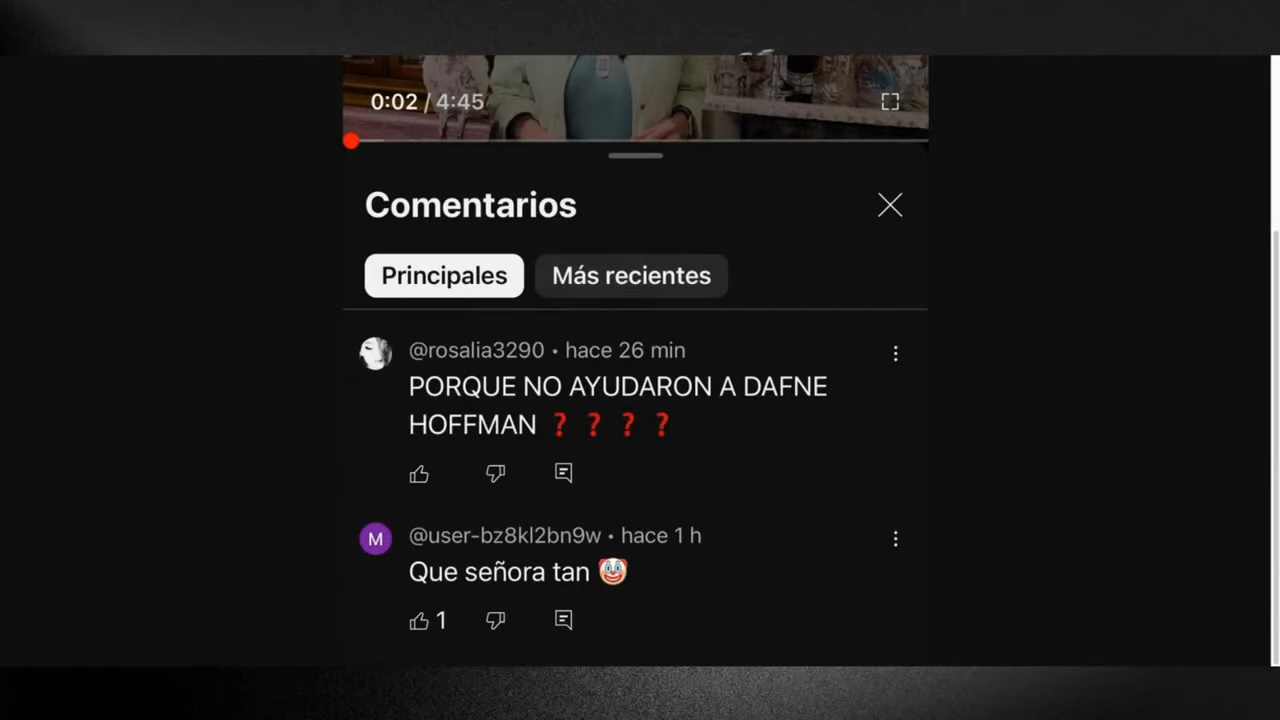 0:02 / 4:45
Comentarios
Principales
Más recientes
@rosalia3290 • hace 26 min
PORQUE NO AYUDARON A DAFNE
HOFFMAN ❓❓❓❓
M
@user-bz8kl2bn9w • hace 1 h
Que señora tan 🤡
1